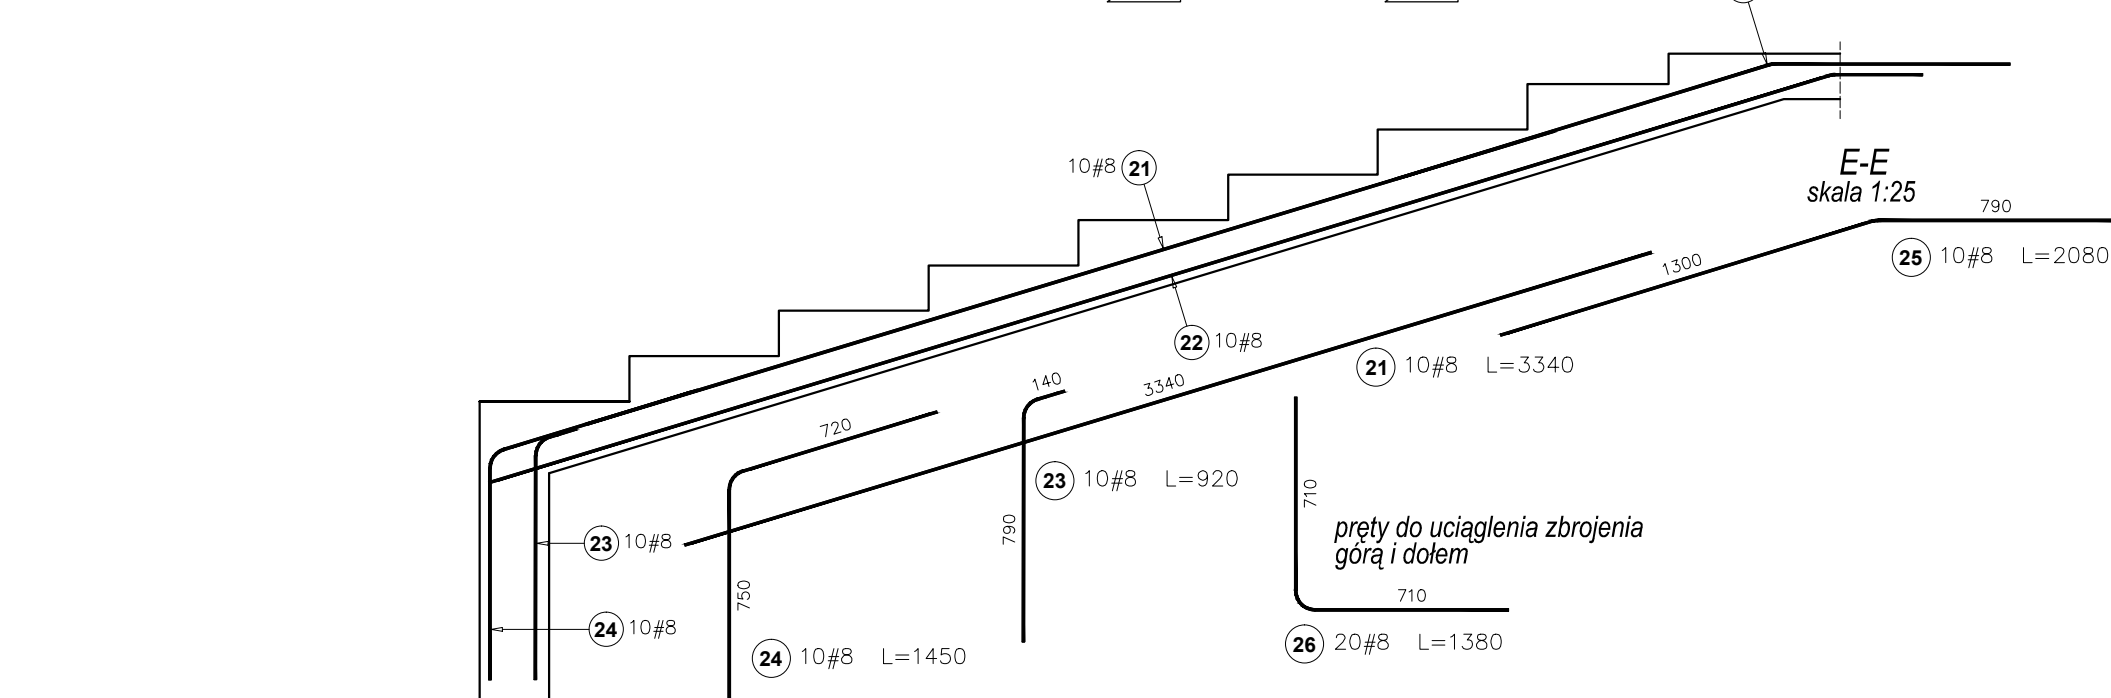 10#8 21
E-E
skala 1:25
790
25 10#8 L=2080
1300
22 10#8
21 10#8 L=3340
140
3340
720
23 10#8 L=920
710
790
pręty do uciąglenia zbrojenia
górą i dołem
23 10#8
750
710
24 10#8
26 20#8 L=1380
24 10#8 L=1450